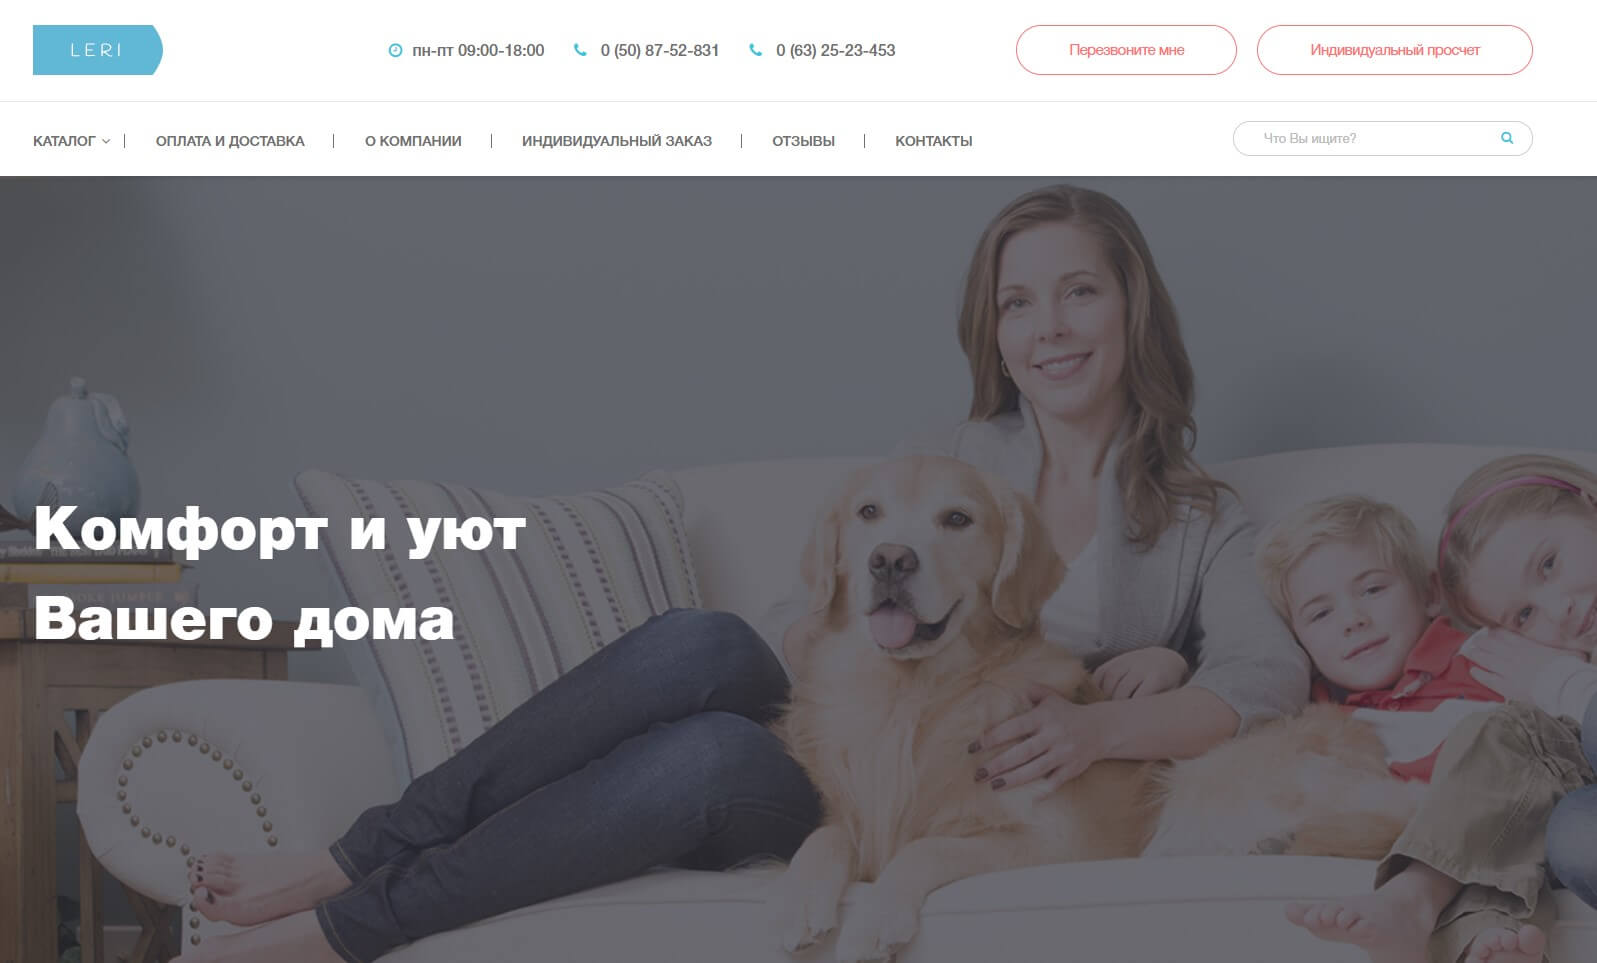 LERI
пн-пт 09:00-18:00
0 (50) 87-52-831
0 (63) 25-23-453
Перезвоните мне
Индивидуальный просчет
КАТАЛОГ
ОПЛАТА И ДОСТАВКА
О КОМПАНИИ
ИНДИВИДУАЛЬНЫЙ ЗАКАЗ
ОТЗЫВЫ
КОНТАКТЫ
Что Вы ищите?
Комфорт и уют
Вашего дома